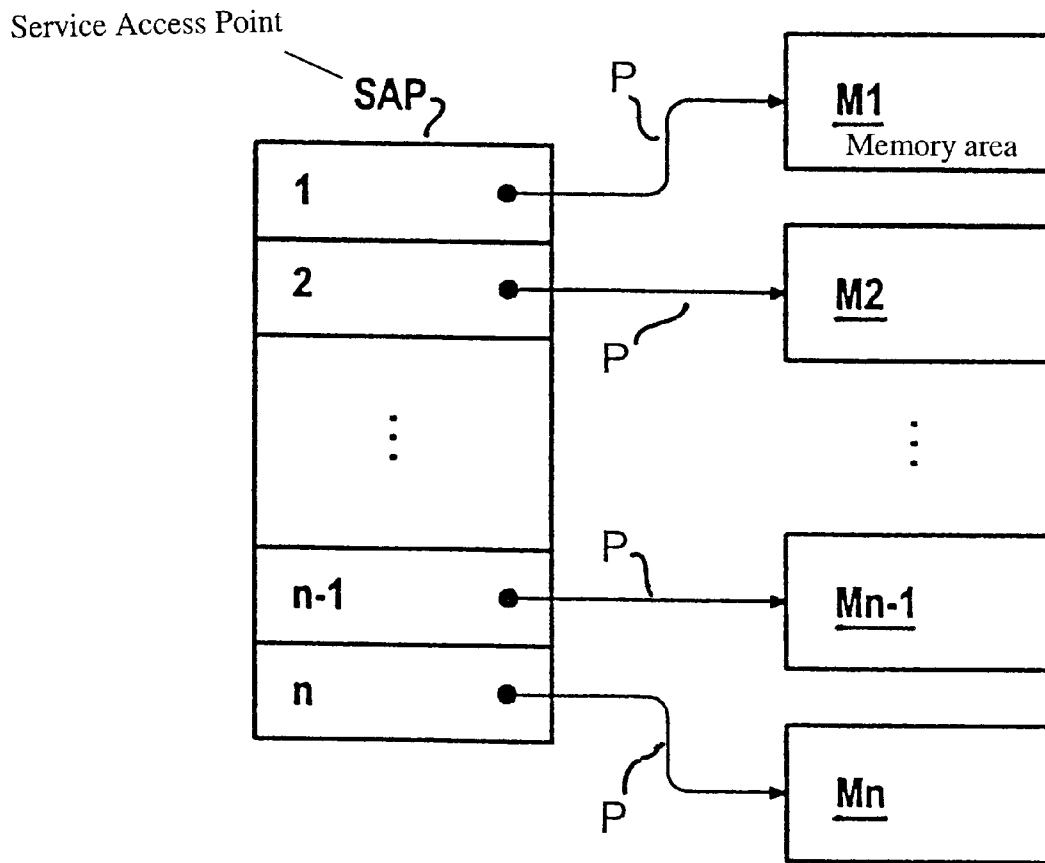 Service Access Point
SAP
P
M1
Memory area
1
2
P
M2
⋮
⋮
P
n-1
Mn-1
n
P
Mn